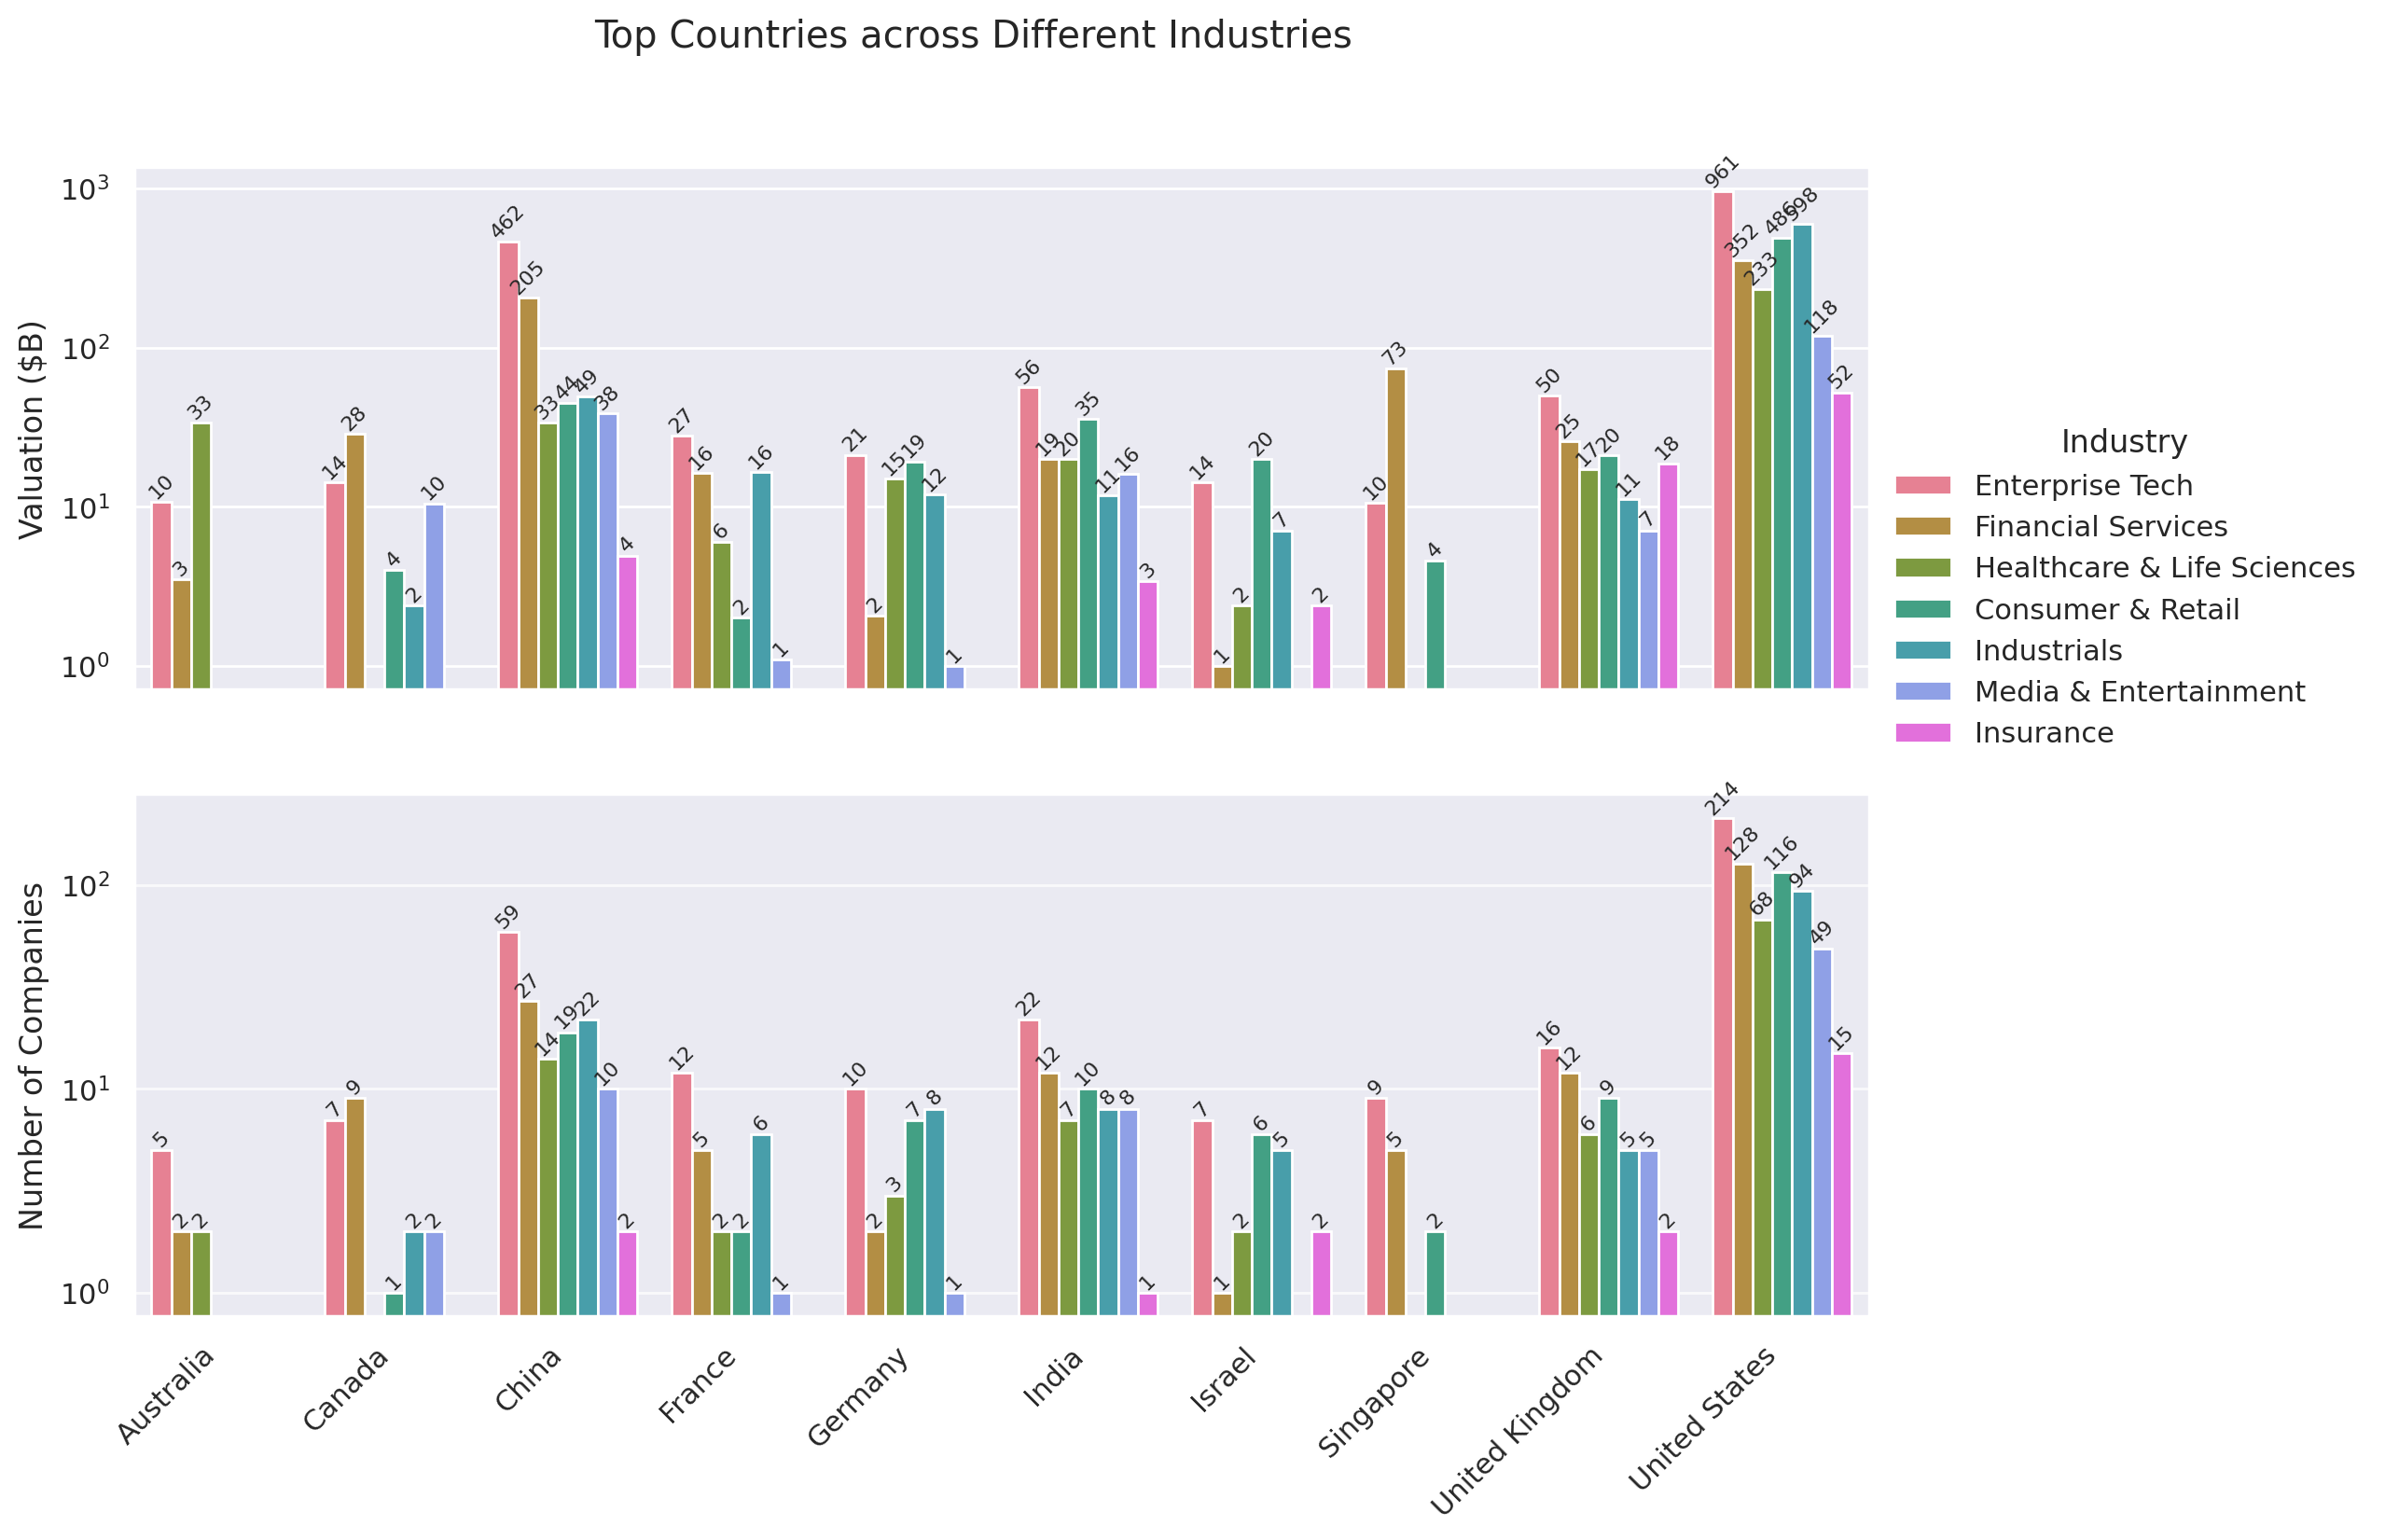 Top Countries across Different Industries
Valuation ($B)
10³
10²
10¹
10⁰
10 3 33
14 28 4 2 10
462 205 33 44 49 38 4
27 16 6 2 16 1
21 2 15 19 12 1
56 19 20 35 11 16 3
14 1 2 20 7 2
10 73 4
50 25 17 20 11 7 18
961 352 233 486 598 118 52
Industry
Enterprise Tech
Financial Services
Healthcare & Life Sciences
Consumer & Retail
Industrials
Media & Entertainment
Insurance
Number of Companies
10²
10¹
10⁰
5 2 2
7 9 1 2 2
59 27 14 19 22 10 2
12 5 2 2 6 1
10 2 3 7 8 1
22 12 7 10 8 8 1
7 1 2 6 5 2
9 5 2
16 12 6 9 5 5 2
214 128 68 116 94 49 15
Australia
Canada
China
France
Germany
India
Israel
Singapore
United Kingdom
United States